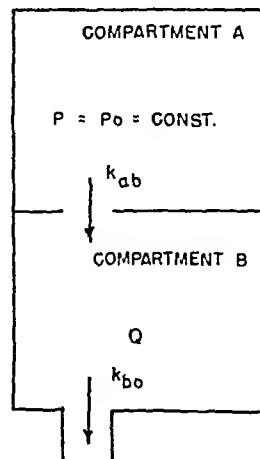 COMPARTMENT A
P = Po = CONST.
kab
COMPARTMENT B
Q
kbo